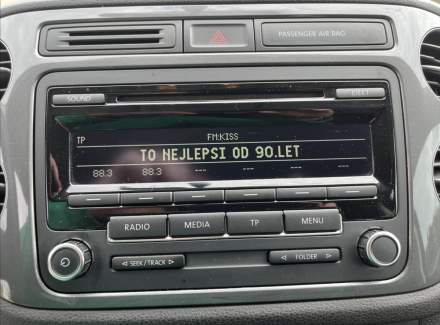 PASSENGER AIR BAG
SOUND
EJECT
TP
FM:KISS
TO NEJLEPSI OD 90.LET
88.3 88.3 --- --- --- ---
RADIO MEDIA TP MENU
SEEK / TRACK
FOLDER